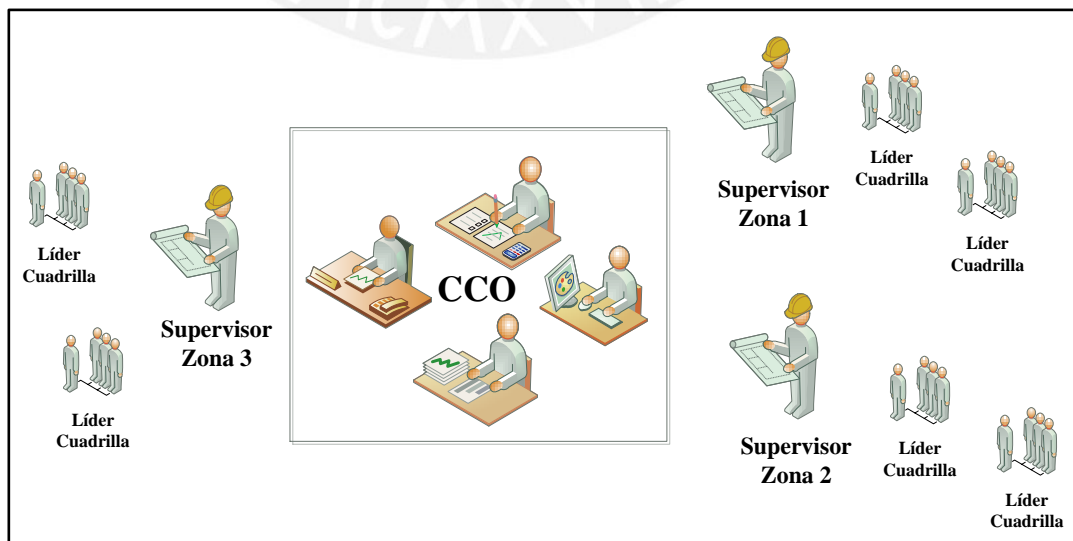 CMXVII
Líder
Cuadrilla
Supervisor
Zona 1
Líder
Cuadrilla
Líder
Cuadrilla
Supervisor
Zona 3
CCO
Líder
Cuadrilla
Supervisor
Zona 2
Líder
Cuadrilla
Líder
Cuadrilla